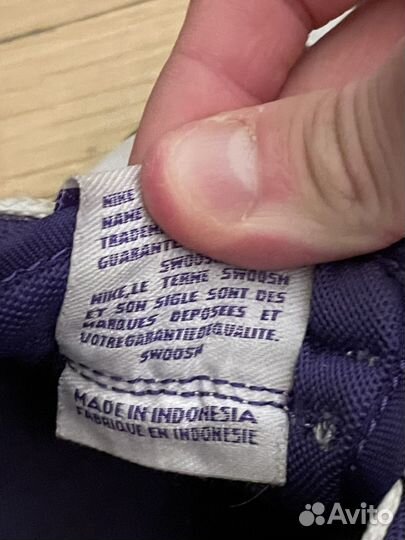 NIKE
NAME
TRADEM
GUARANTE
SWOOSH
NIKE, LE TERME SWOOSH
ET SON SIGLE SONT DES
MARQUES DEPOSEES ET
VOTRE GARANTIE DE QUALITE.
SWOOSH
MADE IN INDONESIA
FABRIQUE EN INDONESIE
Avito